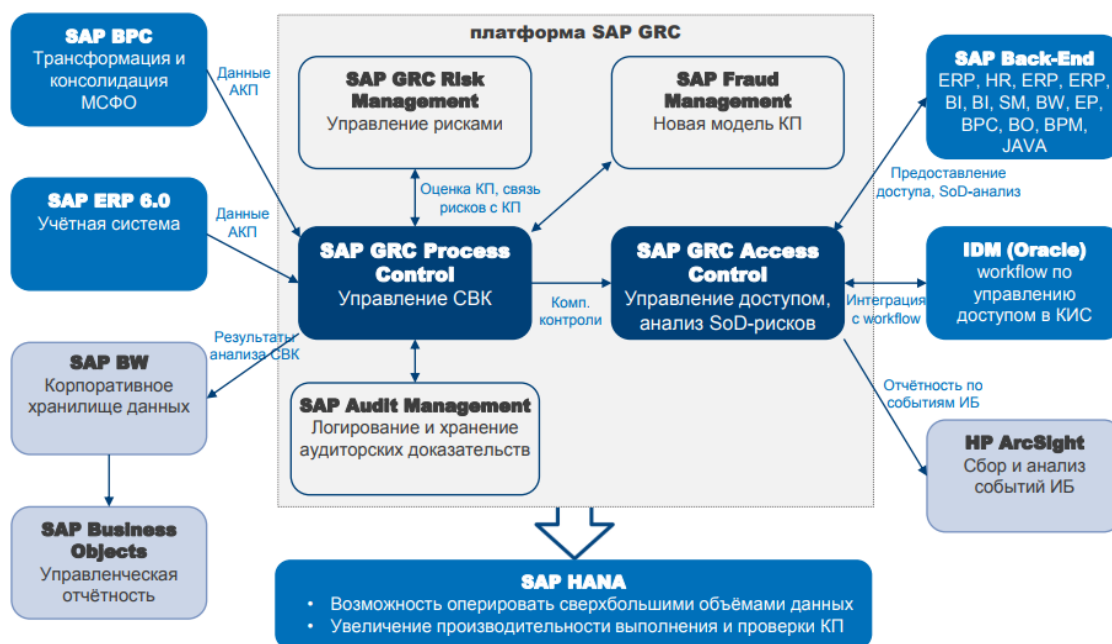 платформа SAP GRC
SAP BPC
Трансформация и
консолидация
МСФО
Данные
АКП
SAP GRC Risk
Management
Управление рисками
SAP Fraud
Management
Новая модель КП
SAP Back-End
ERP, HR, ERP, ERP,
BI, BI, SM, BW, EP,
BPC, BO, BPM,
JAVA
Оценка КП, связь
рисков с КП
Предоставление
доступа, SoD-анализ
SAP ERP 6.0
Учётная система
Данные
АКП
SAP GRC Process
Control
Управление СВК
Комп.
контроли
SAP GRC Access
Control
Управление доступом,
анализ SoD-рисков
Интеграция
с workflow
IDM (Oracle)
workflow по
управлению
доступом в КИС
Результаты
анализа СВК
SAP BW
Корпоративное
хранилище данных
SAP Audit Management
Логирование и хранение
аудиторских доказательств
Отчётность по
событиям ИБ
HP ArcSight
Сбор и анализ
событий ИБ
SAP Business
Objects
Управленческая
отчётность
SAP HANA
• Возможность оперировать сверхбольшими объёмами данных
• Увеличение производительности выполнения и проверки КП